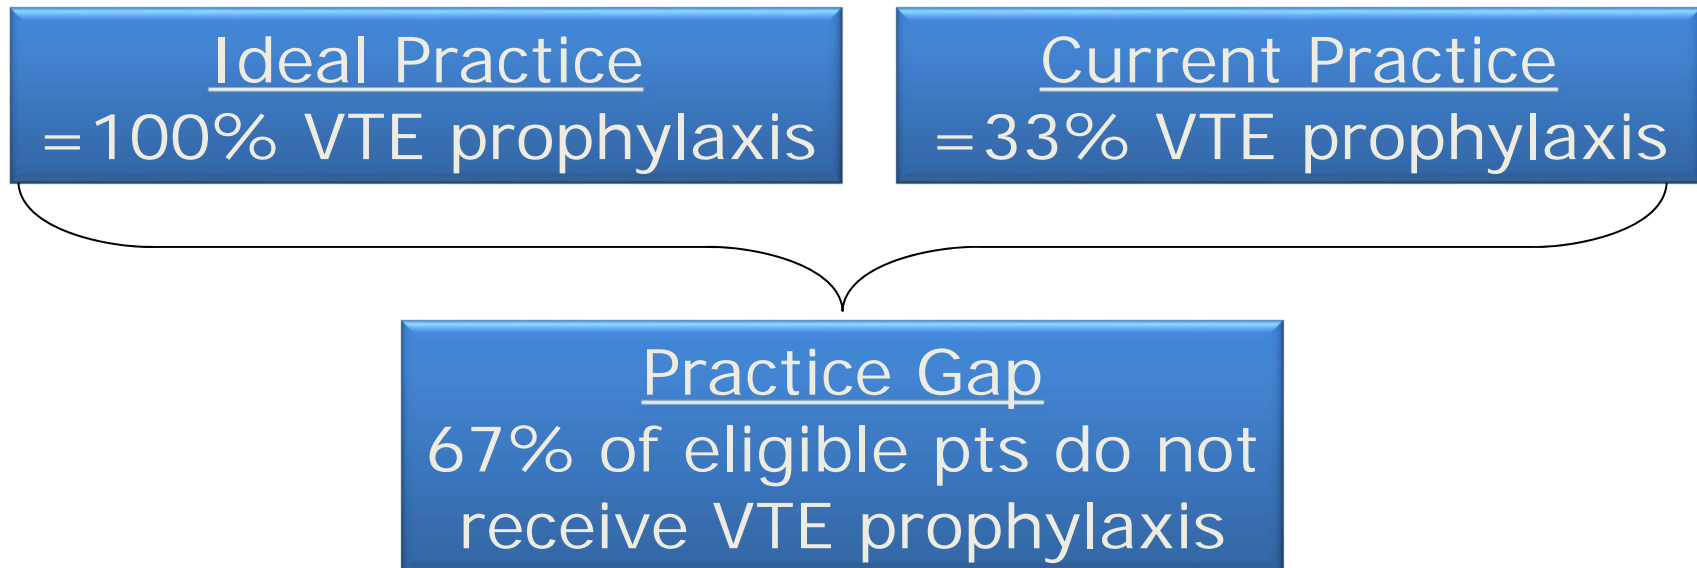 Ideal Practice
=100% VTE prophylaxis
Current Practice
=33% VTE prophylaxis
Practice Gap
67% of eligible pts do not
receive VTE prophylaxis